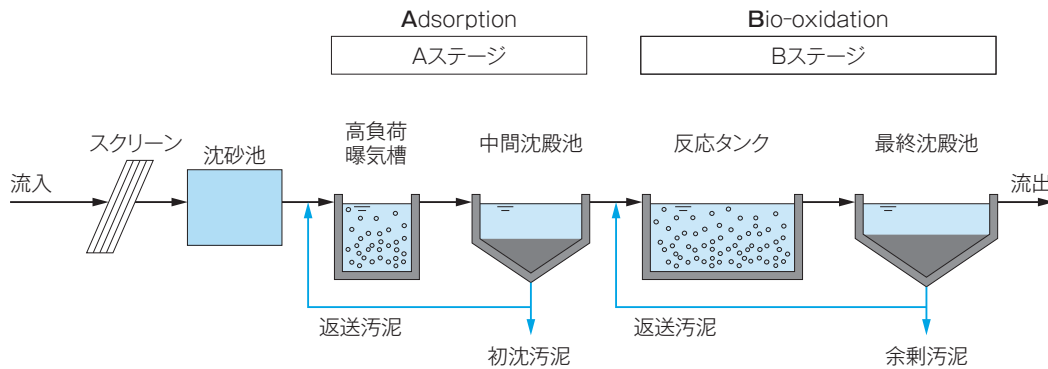 Adsorption
Aステージ
Bio-oxidation
Bステージ
スクリーン
沈砂池
高負荷
曝気槽
中間沈殿池
反応タンク
最終沈殿池
流入
流出
返送汚泥
初沈汚泥
返送汚泥
余剰汚泥